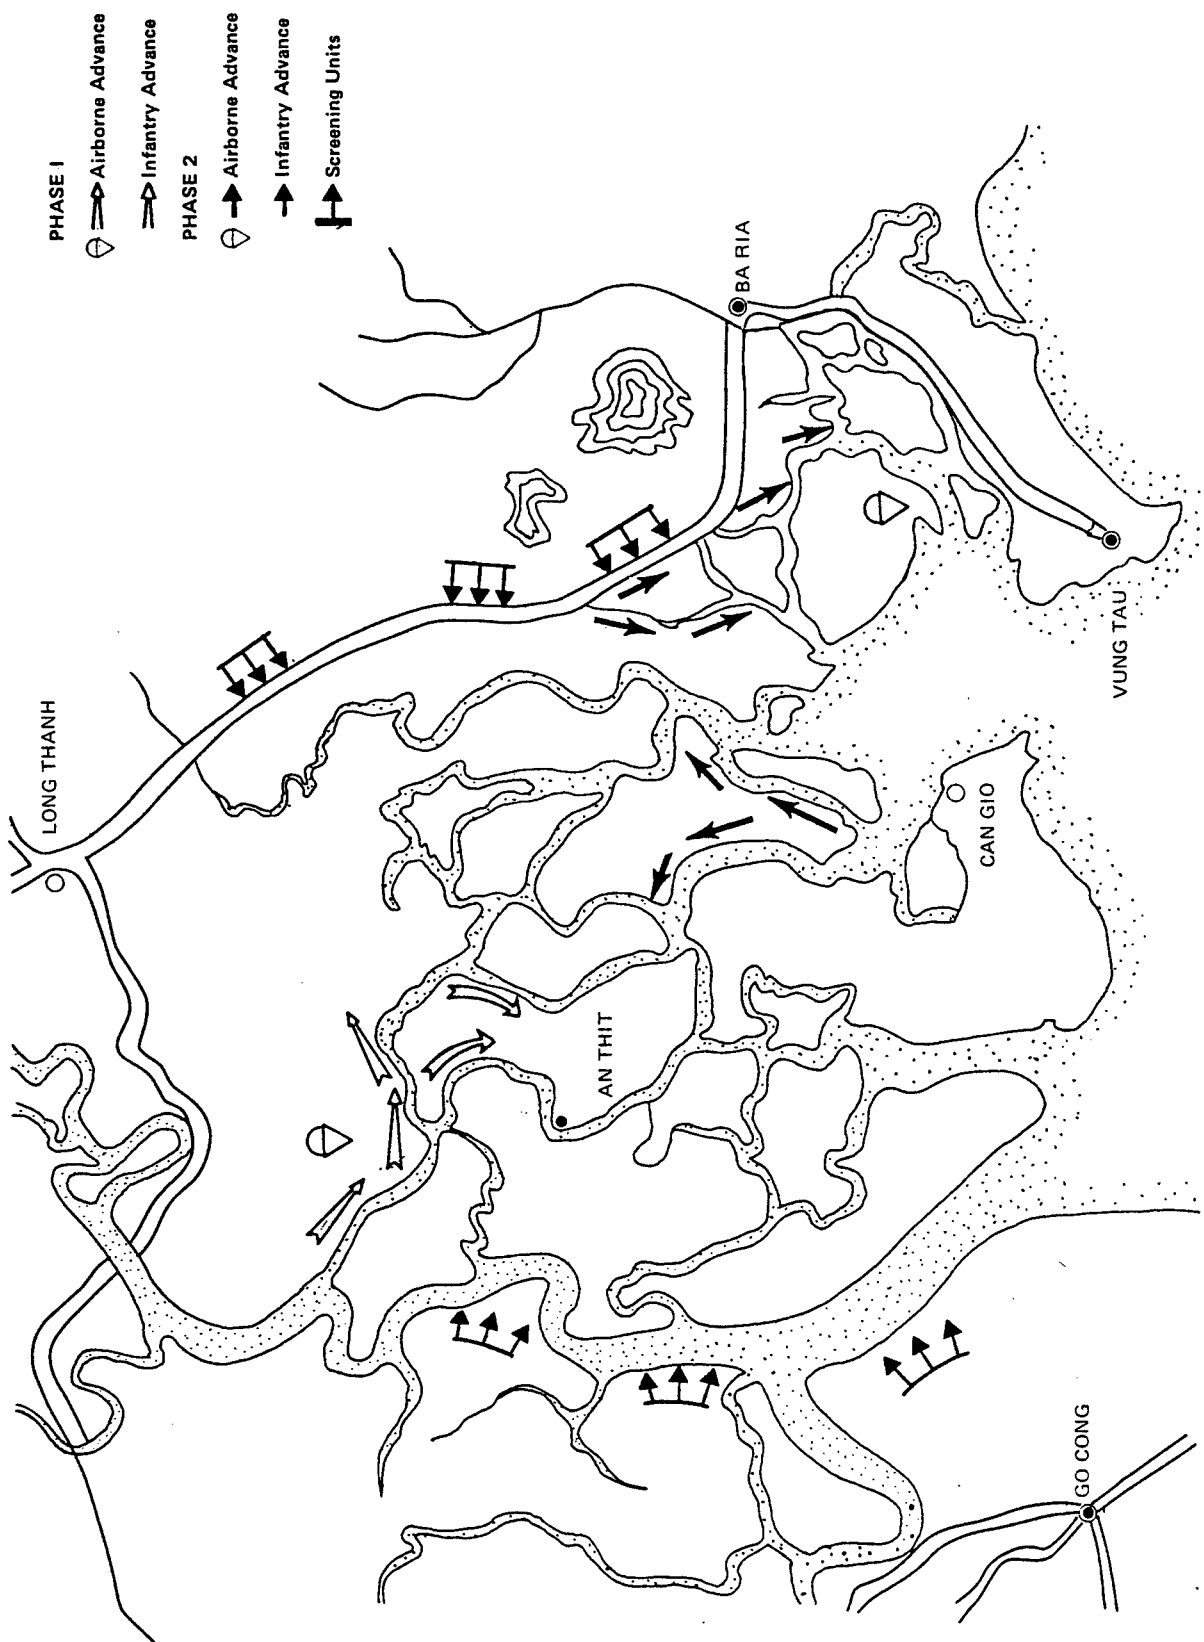 PHASE I
Airborne Advance
Infantry Advance
PHASE 2
Airborne Advance
Infantry Advance
Screening Units
LONG THANH
BA RIA
AN THIT
CAN GIO
VUNG TAU
GO CONG